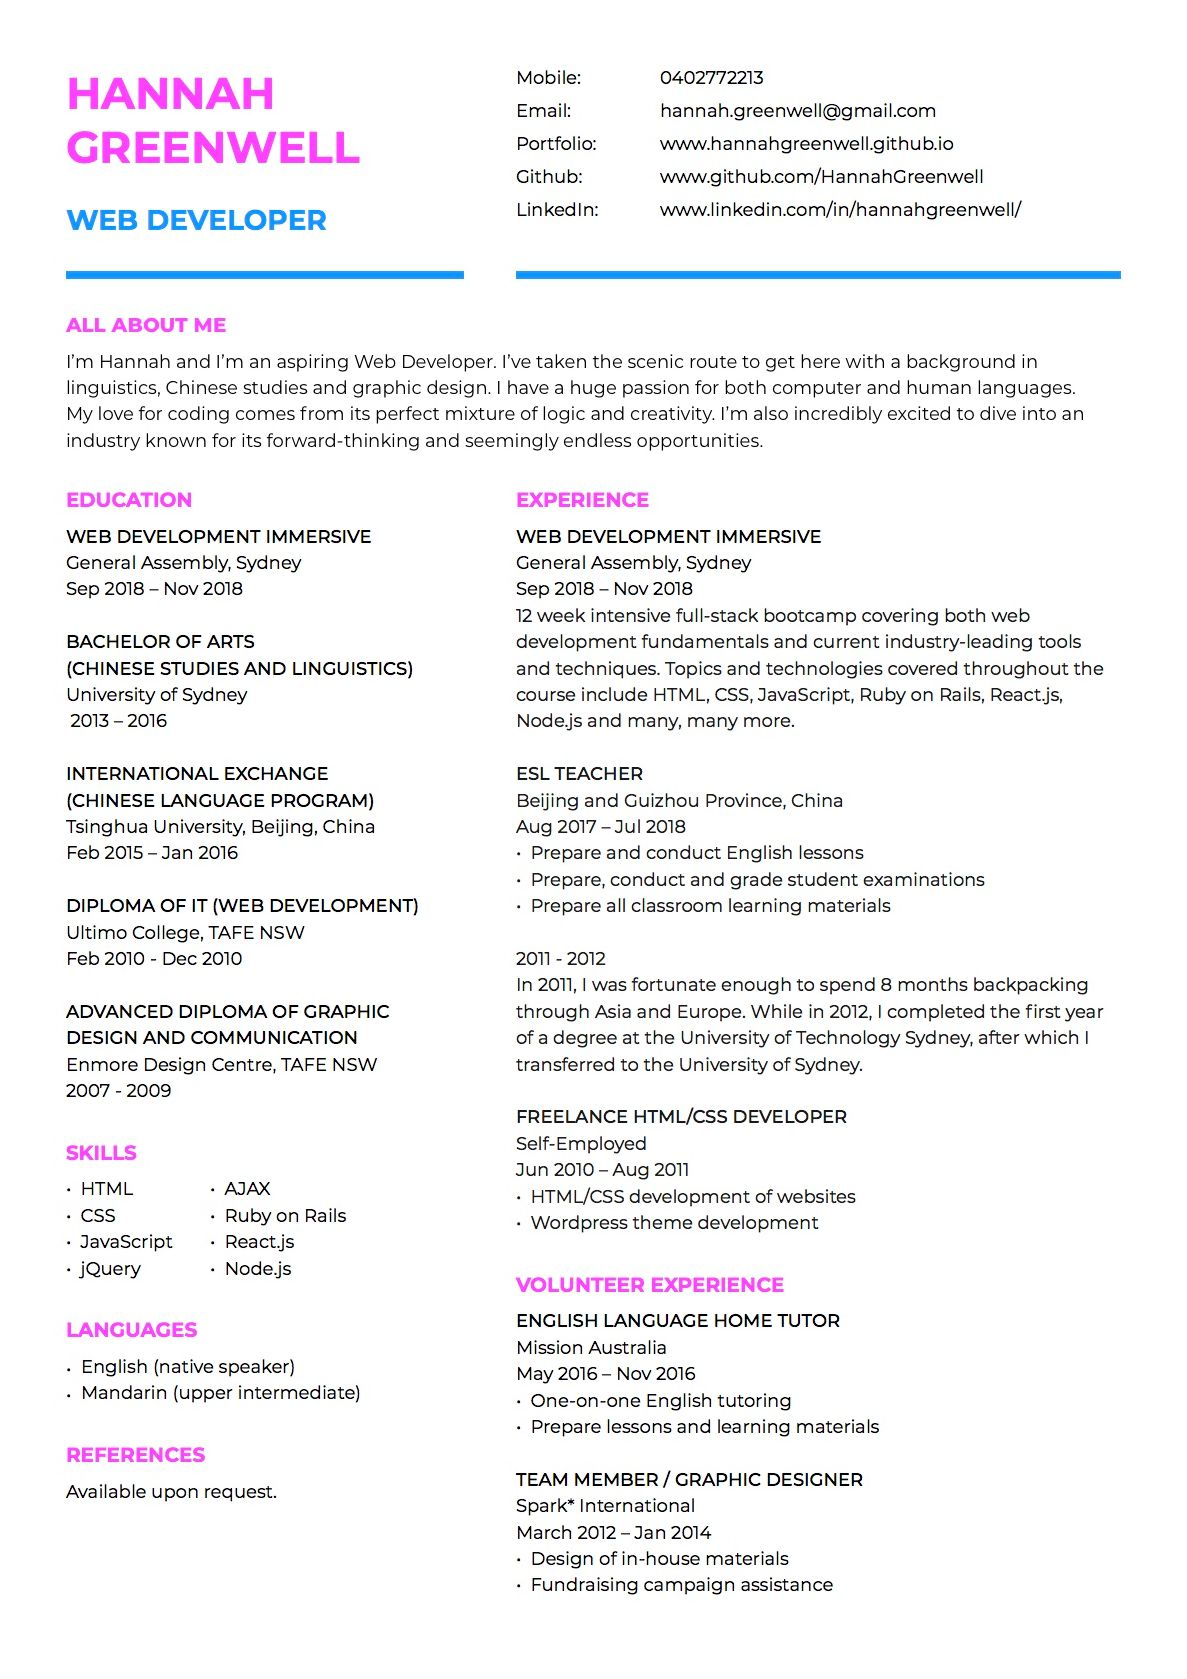 HANNAH
GREENWELL
WEB DEVELOPER
Mobile: 0402772213
Email: hannah.greenwell@gmail.com
Portfolio: www.hannahgreenwell.github.io
Github: www.github.com/HannahGreenwell
LinkedIn: www.linkedin.com/in/hannahgreenwell/
ALL ABOUT ME
I’m Hannah and I’m an aspiring Web Developer. I’ve taken the scenic route to get here with a background in
linguistics, Chinese studies and graphic design. I have a huge passion for both computer and human languages.
My love for coding comes from its perfect mixture of logic and creativity. I’m also incredibly excited to dive into an
industry known for its forward-thinking and seemingly endless opportunities.
EDUCATION
WEB DEVELOPMENT IMMERSIVE
General Assembly, Sydney
Sep 2018 – Nov 2018
BACHELOR OF ARTS
(CHINESE STUDIES AND LINGUISTICS)
University of Sydney
2013 – 2016
INTERNATIONAL EXCHANGE
(CHINESE LANGUAGE PROGRAM)
Tsinghua University, Beijing, China
Feb 2015 – Jan 2016
DIPLOMA OF IT (WEB DEVELOPMENT)
Ultimo College, TAFE NSW
Feb 2010 - Dec 2010
ADVANCED DIPLOMA OF GRAPHIC
DESIGN AND COMMUNICATION
Enmore Design Centre, TAFE NSW
2007 - 2009
SKILLS
• HTML
• CSS
• JavaScript
• jQuery
• AJAX
• Ruby on Rails
• React.js
• Node.js
LANGUAGES
• English (native speaker)
• Mandarin (upper intermediate)
REFERENCES
Available upon request.
EXPERIENCE
WEB DEVELOPMENT IMMERSIVE
General Assembly, Sydney
Sep 2018 – Nov 2018
12 week intensive full-stack bootcamp covering both web
development fundamentals and current industry-leading tools
and techniques. Topics and technologies covered throughout the
course include HTML, CSS, JavaScript, Ruby on Rails, React.js,
Node.js and many, many more.
ESL TEACHER
Beijing and Guizhou Province, China
Aug 2017 – Jul 2018
• Prepare and conduct English lessons
• Prepare, conduct and grade student examinations
• Prepare all classroom learning materials
2011 - 2012
In 2011, I was fortunate enough to spend 8 months backpacking
through Asia and Europe. While in 2012, I completed the first year
of a degree at the University of Technology Sydney, after which I
transferred to the University of Sydney.
FREELANCE HTML/CSS DEVELOPER
Self-Employed
Jun 2010 – Aug 2011
• HTML/CSS development of websites
• Wordpress theme development
VOLUNTEER EXPERIENCE
ENGLISH LANGUAGE HOME TUTOR
Mission Australia
May 2016 – Nov 2016
• One-on-one English tutoring
• Prepare lessons and learning materials
TEAM MEMBER / GRAPHIC DESIGNER
Spark* International
March 2012 – Jan 2014
• Design of in-house materials
• Fundraising campaign assistance